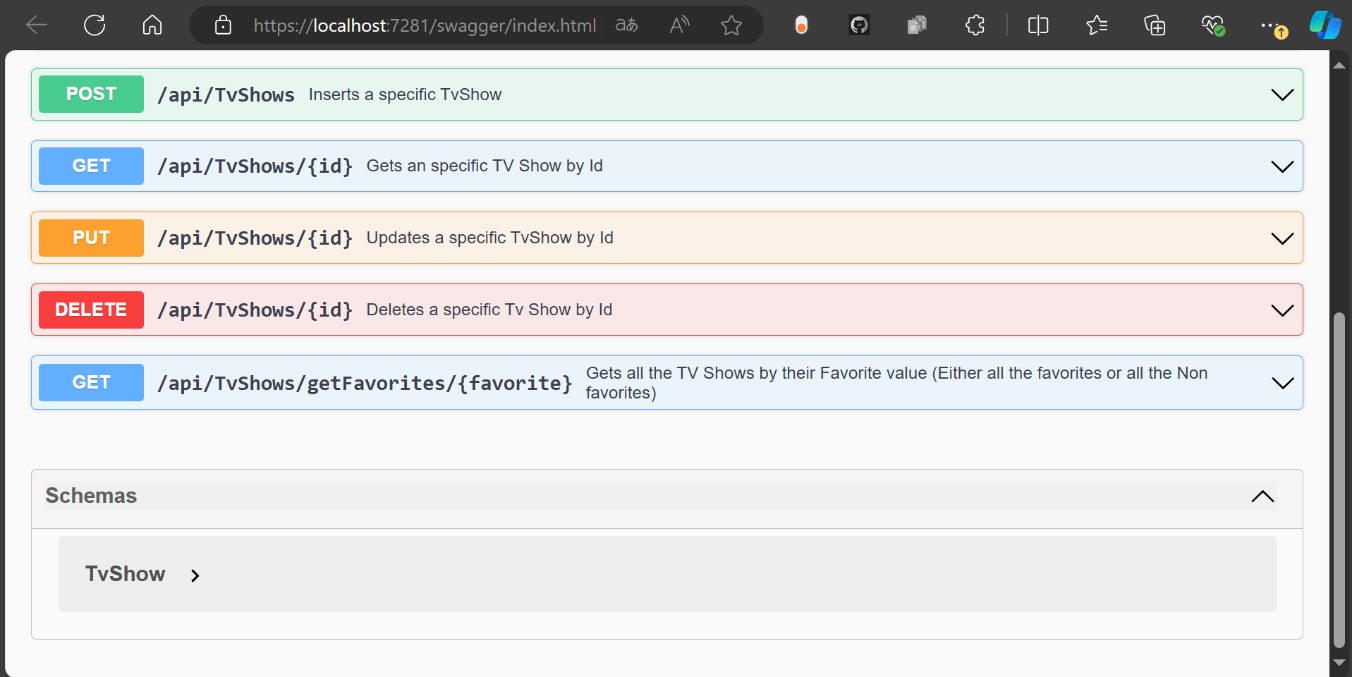 https://localhost:7281/swagger/index.html
POST /api/TvShows Inserts a specific TvShow
GET /api/TvShows/{id} Gets an specific TV Show by Id
PUT /api/TvShows/{id} Updates a specific TvShow by Id
DELETE /api/TvShows/{id} Deletes a specific Tv Show by Id
GET /api/TvShows/getFavorites/{favorite} Gets all the TV Shows by their Favorite value (Either all the favorites or all the Non
favorites)
Schemas
TvShow